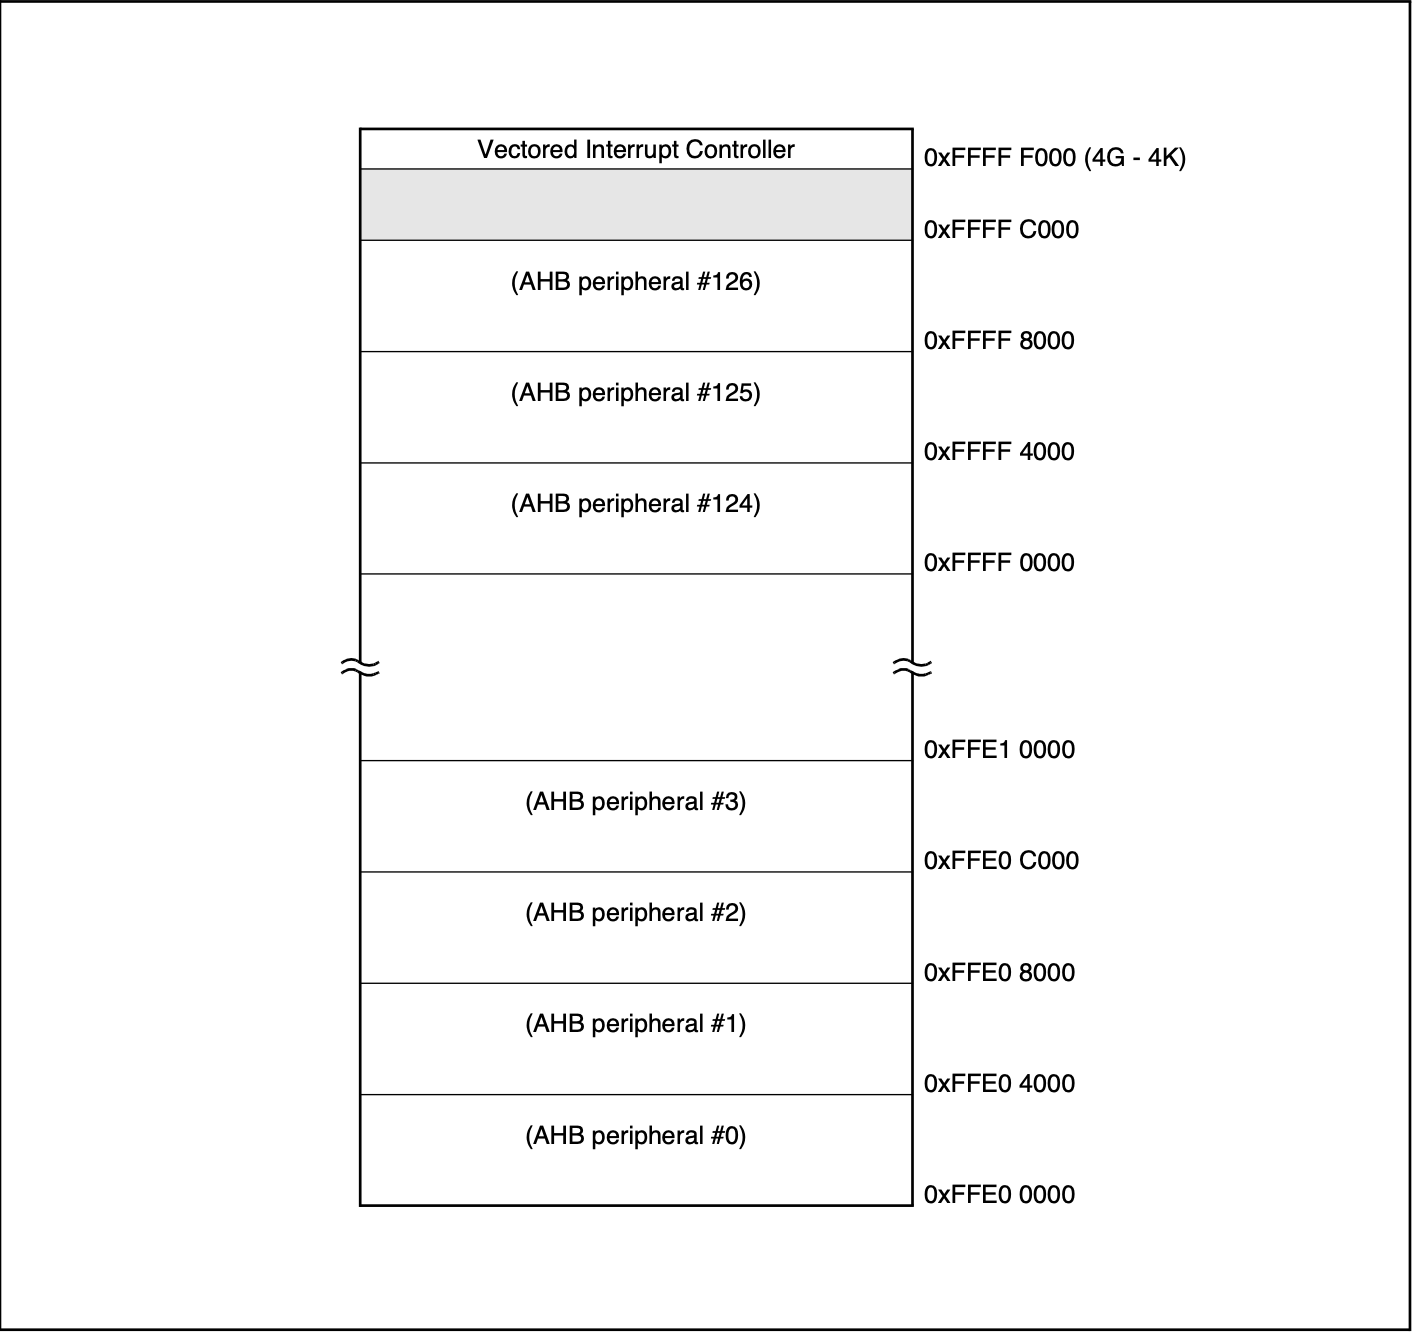 Vectored Interrupt Controller
0xFFFF F000 (4G - 4K)
0xFFFF C000
(AHB peripheral #126)
0xFFFF 8000
(AHB peripheral #125)
0xFFFF 4000
(AHB peripheral #124)
0xFFFF 0000
0xFFE1 0000
(AHB peripheral #3)
0xFFE0 C000
(AHB peripheral #2)
0xFFE0 8000
(AHB peripheral #1)
0xFFE0 4000
(AHB peripheral #0)
0xFFE0 0000